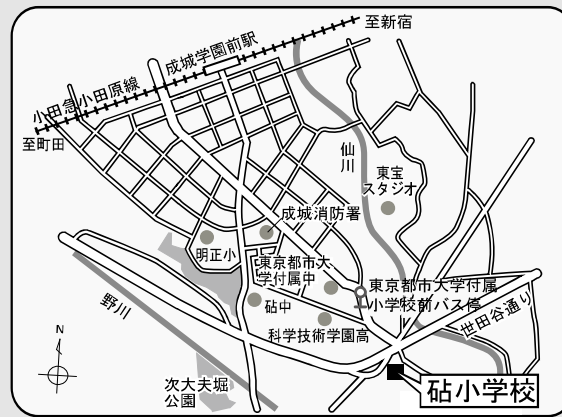 至新宿
成城学園前駅
小田急小田原線
至町田
仙川
東宝
スタジオ
成城消防署
明正小
東京都市大
学付属中
東京都市大学付属
小学校前バス停
砧中
科学技術学園高
世田谷通り
野川
N
次大夫堀
公園
砧小学校